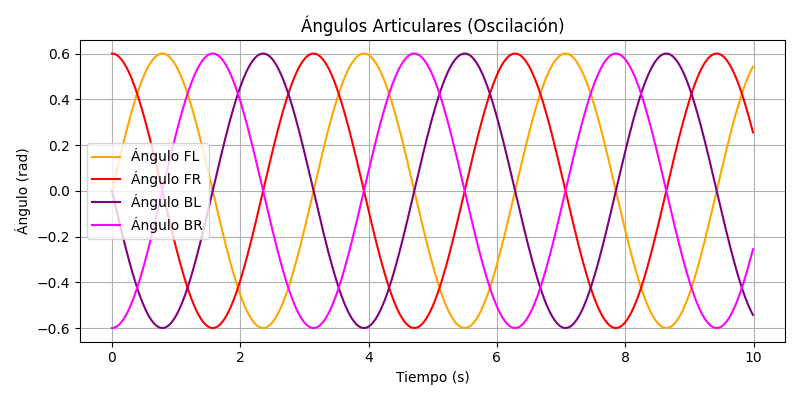 Ángulos Articulares (Oscilación)
Ángulo (rad)
0.6
0.4
0.2
0.0
−0.2
−0.4
−0.6
Ángulo FL
Ángulo FR
Ángulo BL
Ángulo BR
0 2 4 6 8 10
Tiempo (s)